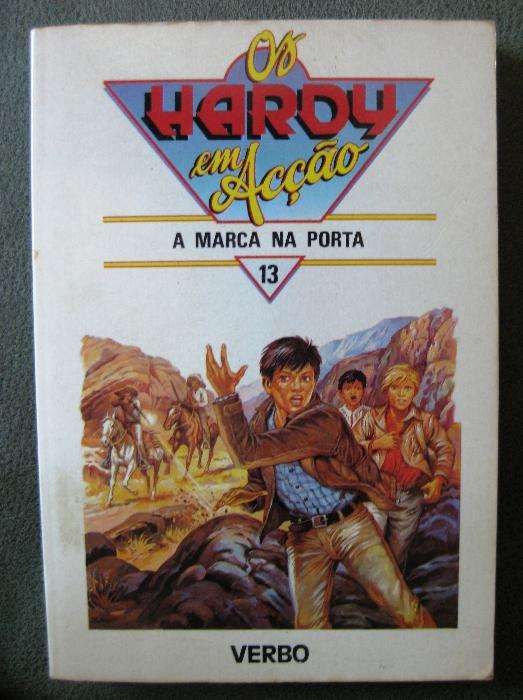 Os
HARDY
em Acção
A MARCA NA PORTA
13
VERBO